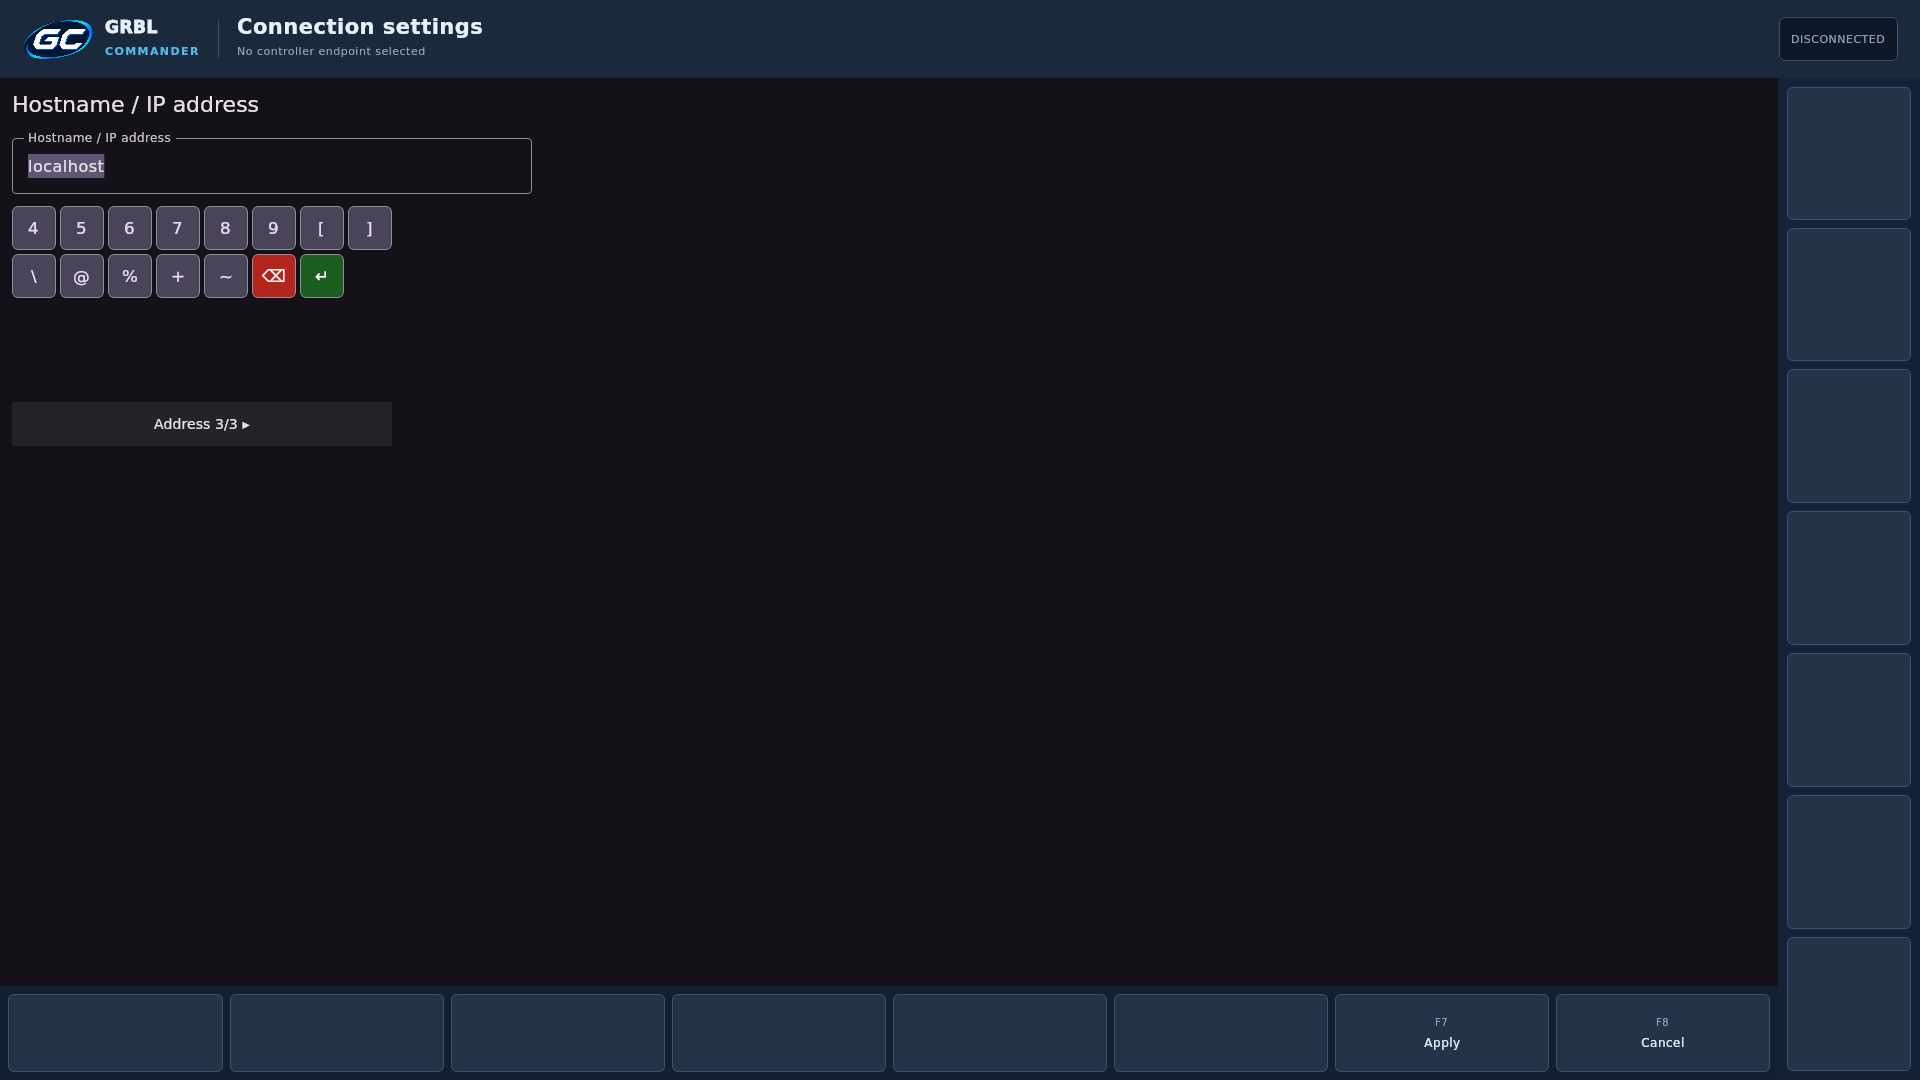 GC
GRBL
COMMANDER
Connection settings
No controller endpoint selected
DISCONNECTED
Hostname / IP address
Hostname / IP address
localhost
4 5 6 7 8 9 [ ]
\ @ % + ~ ⌫ ↵
Address 3/3 ▸
F7
Apply
F8
Cancel